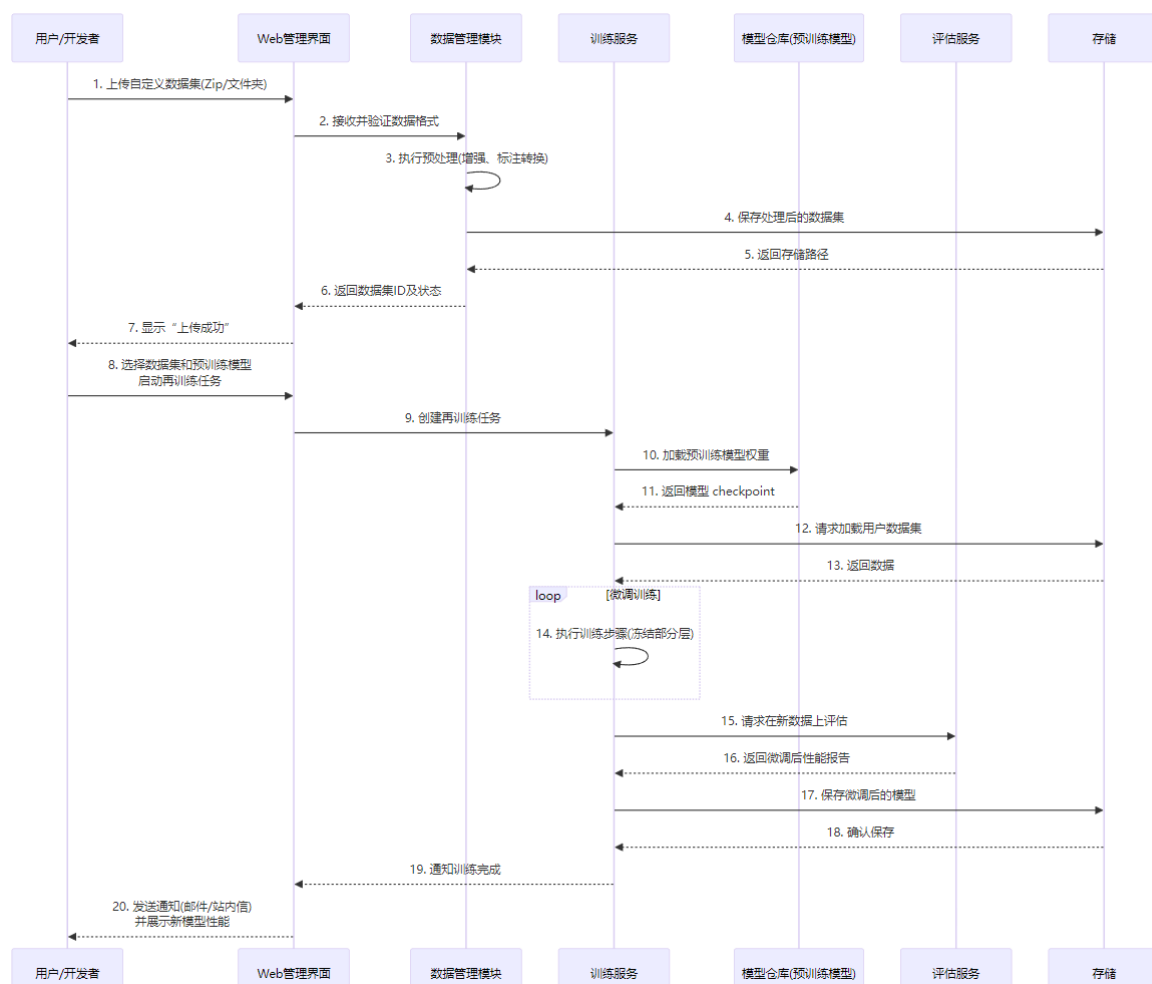 用户/开发者
Web管理界面
数据管理模块
训练服务
模型仓库(预训练模型)
评估服务
存储
1. 上传自定义数据集(Zip/文件夹)
2. 接收并验证数据格式
3. 执行预处理(增强、标注转换)
4. 保存处理后的数据集
5. 返回存储路径
6. 返回数据集ID及状态
7. 显示“上传成功”
8. 选择数据集和预训练模型
启动再训练任务
9. 创建再训练任务
10. 加载预训练模型权重
11. 返回模型 checkpoint
12. 请求加载用户数据集
13. 返回数据
loop
[微调训练]
14. 执行训练步骤(冻结部分层)
15. 请求在新数据上评估
16. 返回微调后性能报告
17. 保存微调后的模型
18. 确认保存
19. 通知训练完成
20. 发送通知(邮件/站内信)
并展示新模型性能
用户/开发者
Web管理界面
数据管理模块
训练服务
模型仓库(预训练模型)
评估服务
存储